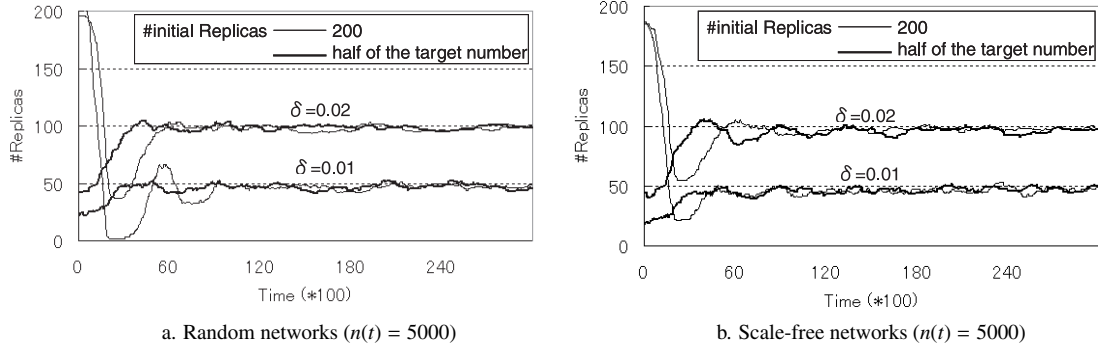 #initial Replicas
200
half of the target number
200
150
100
50
0
#Replicas
δ=0.02
δ=0.01
0
60
120
180
240
Time (*100)
a. Random networks (n(t) = 5000)
#initial Replicas
200
half of the target number
200
150
100
50
0
#Replicas
δ=0.02
δ=0.01
0
60
120
180
240
Time (*100)
b. Scale-free networks (n(t) = 5000)